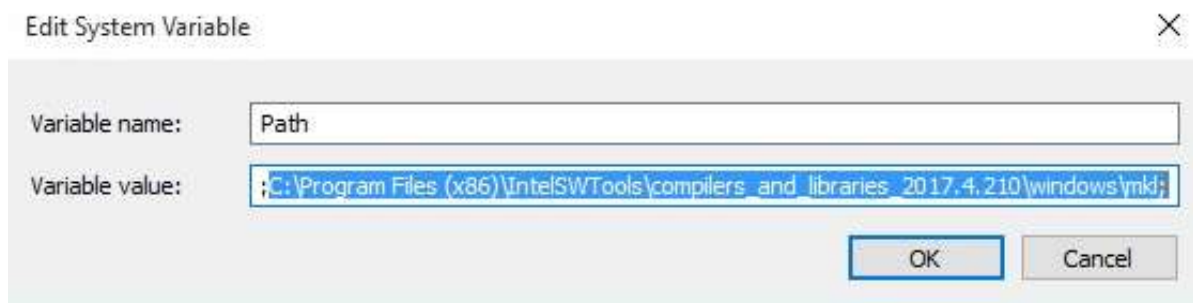 Edit System Variable
Variable name: Path
Variable value: ;C:\Program Files (x86)\IntelSWTools\compilers_and_libraries_2017.4.210\windows\mkl;
OK Cancel